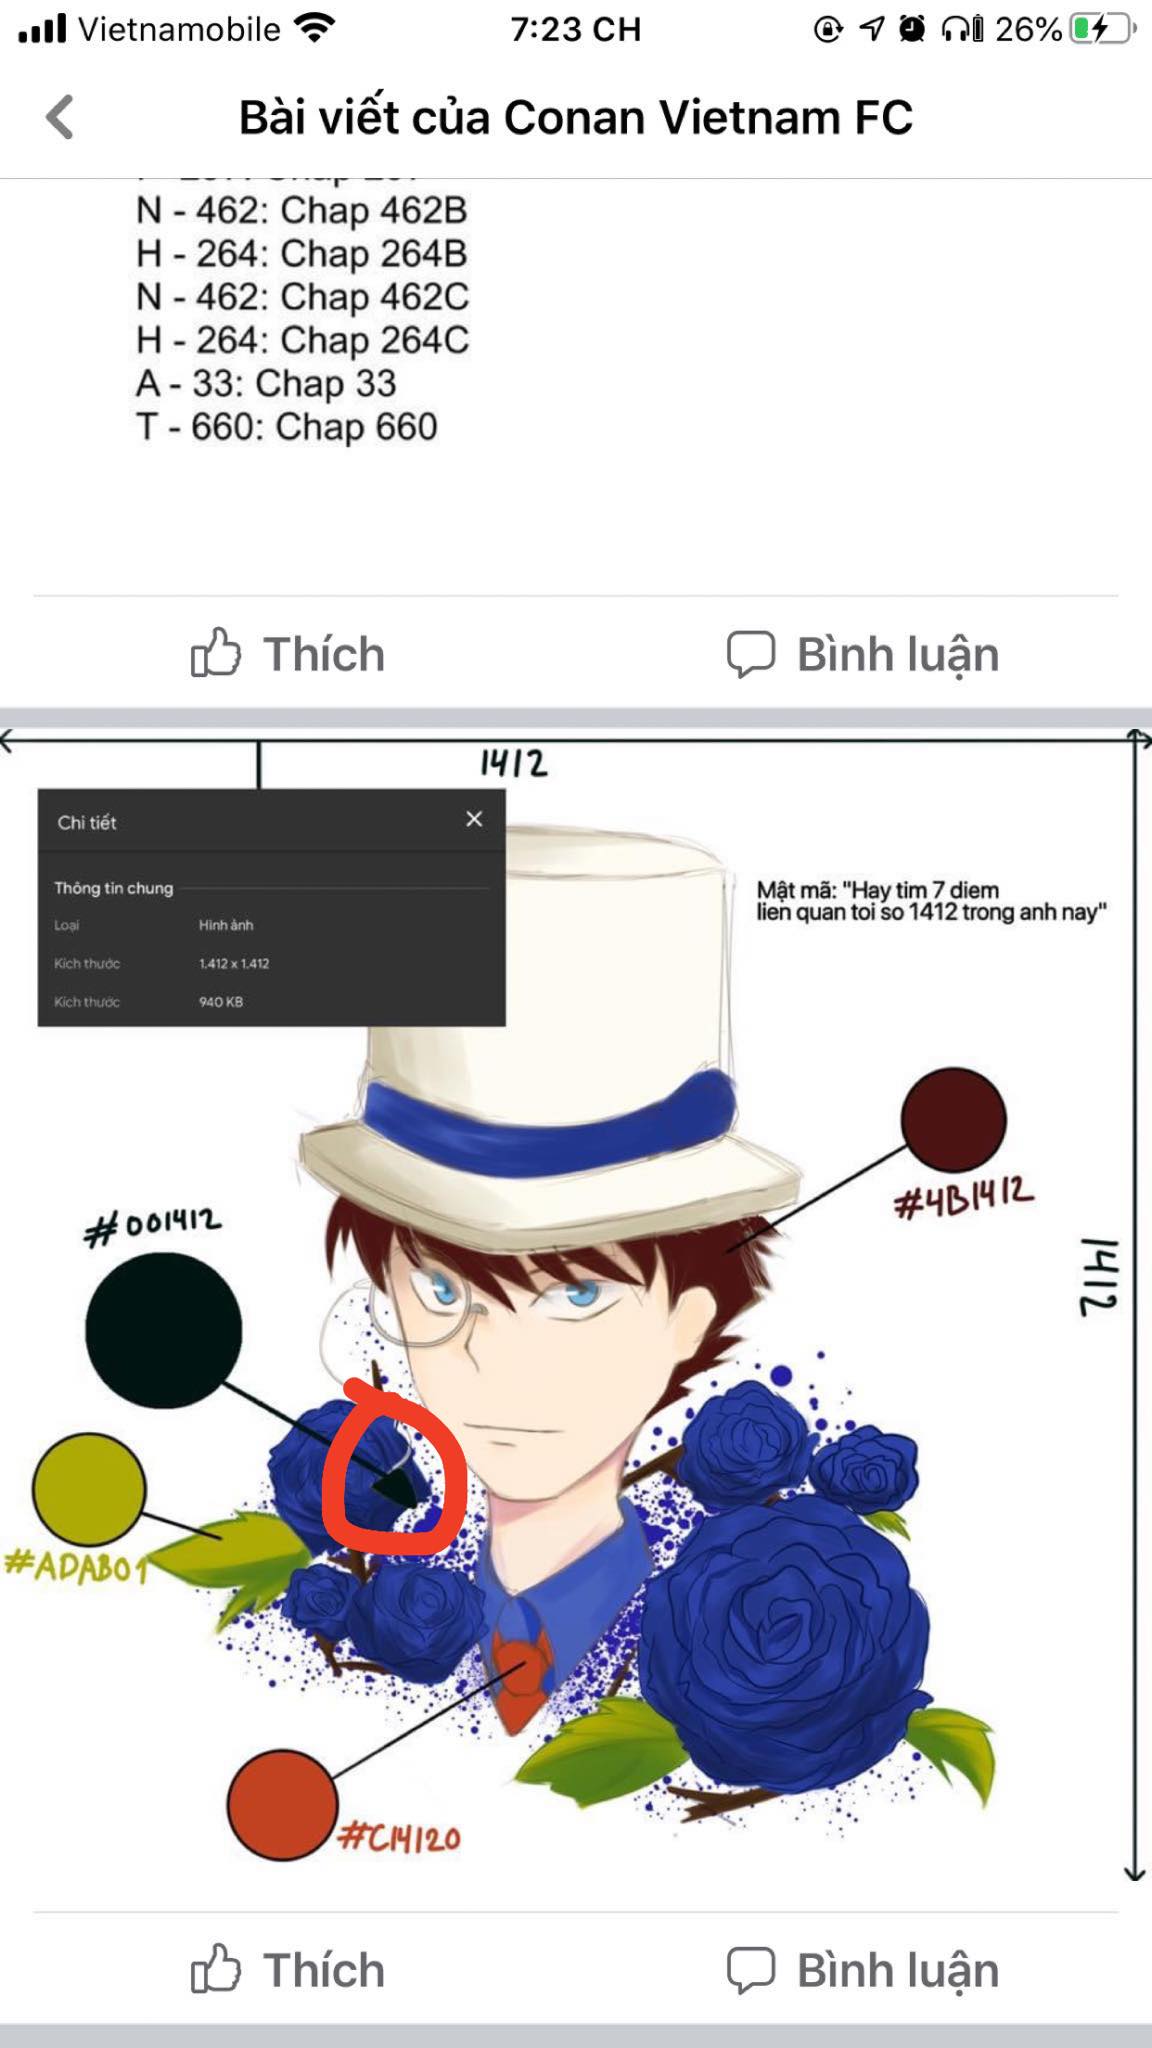 Vietnamobile 7:23 CH 26%
Bài viết của Conan Vietnam FC
N - 462: Chap 462B
H - 264: Chap 264B
N - 462: Chap 462C
H - 264: Chap 264C
A - 33: Chap 33
T - 660: Chap 660
Thích Bình luận
1412
Chi tiết
Thông tin chung
Loại Hình ảnh
Kích thước 1.412 x 1.412
Kích thước 940 KB
Mật mã: "Hay tim 7 diem
lien quan toi so 1412 trong anh nay"
#4B1412
#001412
1412
#ADAB01
#C14120
Thích Bình luận